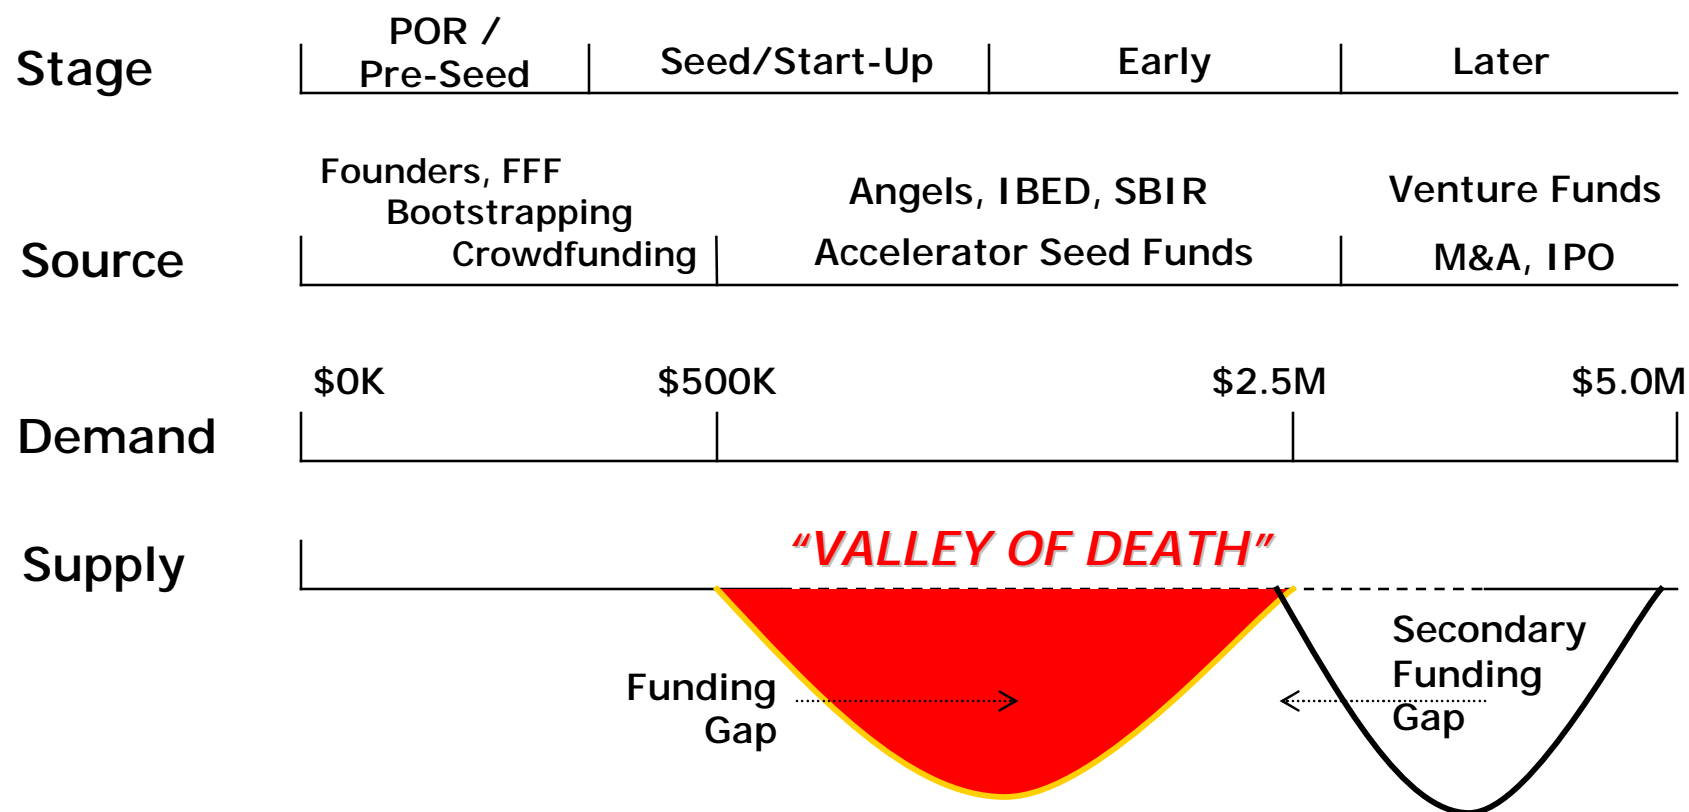 Stage
POR /
Pre-Seed
Seed/Start-Up
Early
Later
Source
Founders, FFF
Bootstrapping
Crowdfunding
Angels, IBED, SBIR
Accelerator Seed Funds
Venture Funds
M&A, IPO
Demand
$0K
$500K
$2.5M
$5.0M
Supply
“VALLEY OF DEATH”
Funding
Gap
Secondary
Funding
Gap